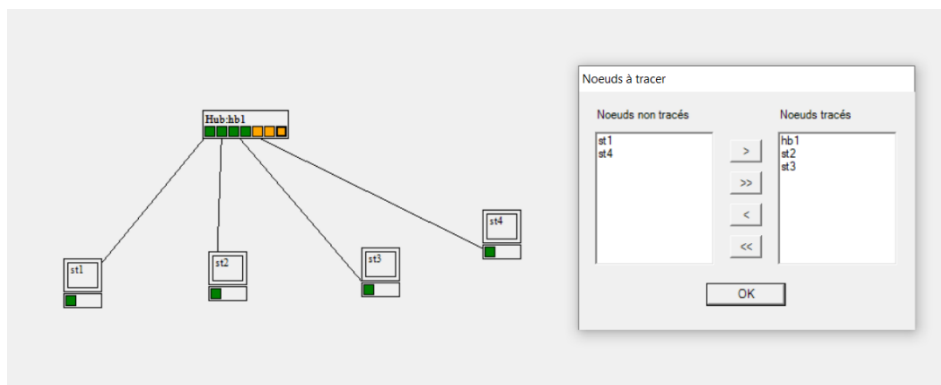 Hub:hb1
st1
st2
st3
st4
Noeuds à tracer
Noeuds non tracés
Noeuds tracés
st1
st4
>
>>
<
<<
hb1
st2
st3
OK